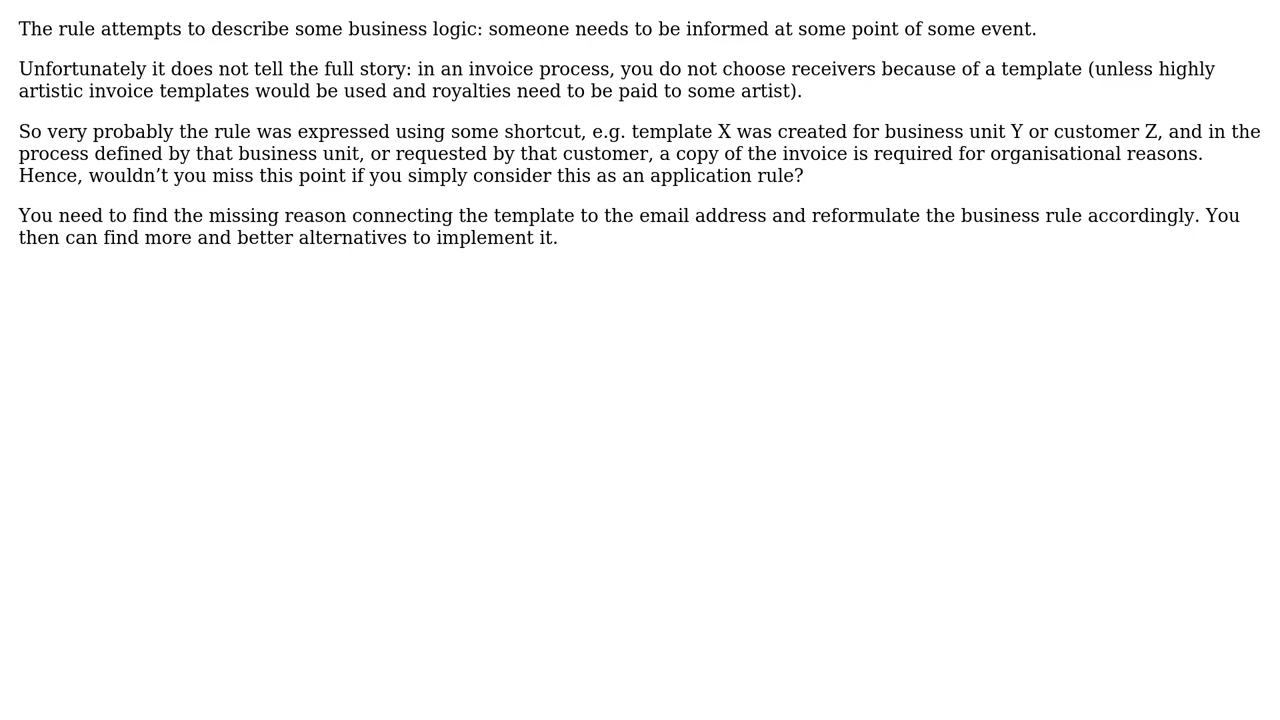 The rule attempts to describe some business logic: someone needs to be informed at some point of some event.
Unfortunately it does not tell the full story: in an invoice process, you do not choose receivers because of a template (unless highly
artistic invoice templates would be used and royalties need to be paid to some artist).
So very probably the rule was expressed using some shortcut, e.g. template X was created for business unit Y or customer Z, and in the
process defined by that business unit, or requested by that customer, a copy of the invoice is required for organisational reasons.
Hence, wouldn’t you miss this point if you simply consider this as an application rule?
You need to find the missing reason connecting the template to the email address and reformulate the business rule accordingly. You
then can find more and better alternatives to implement it.